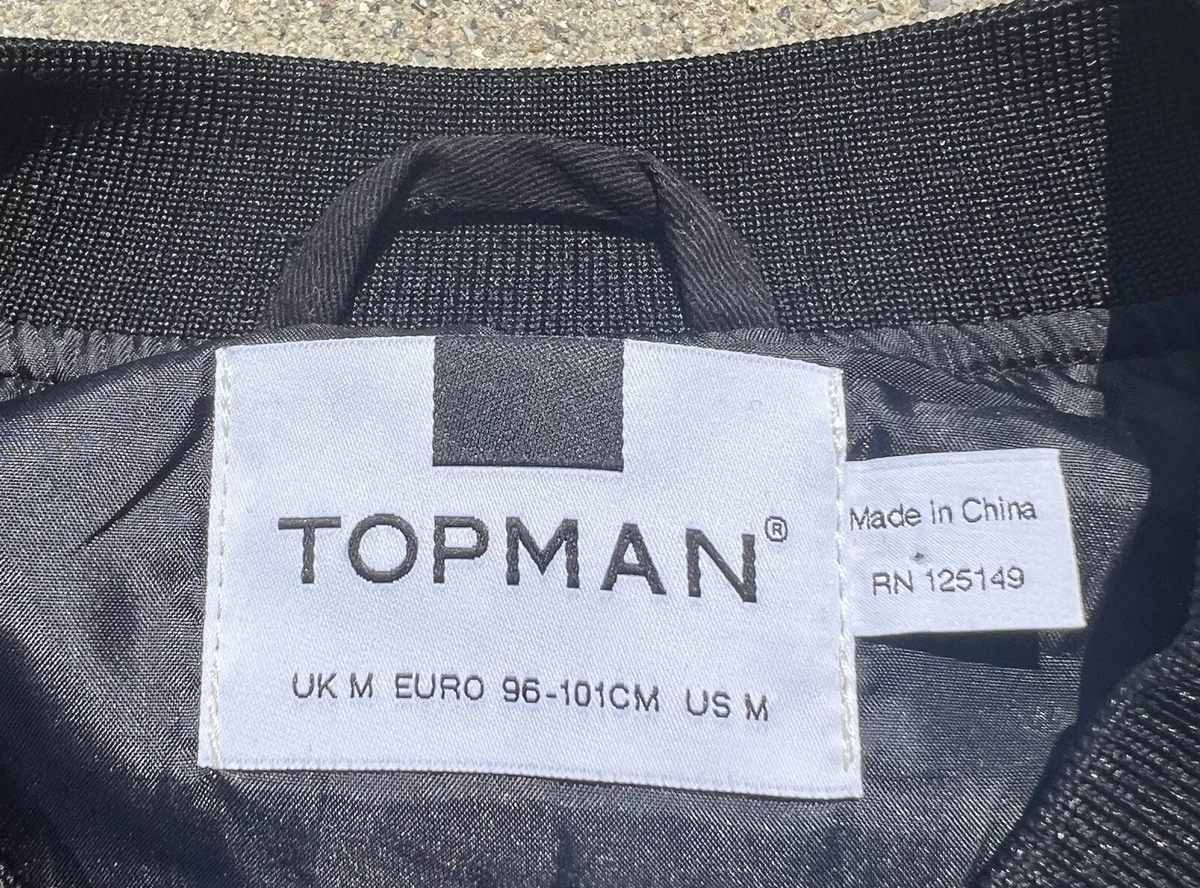 TOPMAN®
UK M EURO 96-101CM US M
Made in China
RN 125149